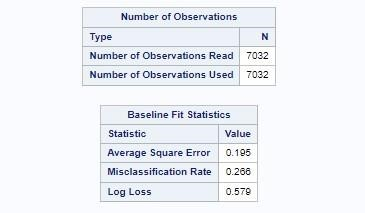 Number of Observations
Type N
Number of Observations Read 7032
Number of Observations Used 7032
Baseline Fit Statistics
Statistic Value
Average Square Error 0.195
Misclassification Rate 0.266
Log Loss 0.579